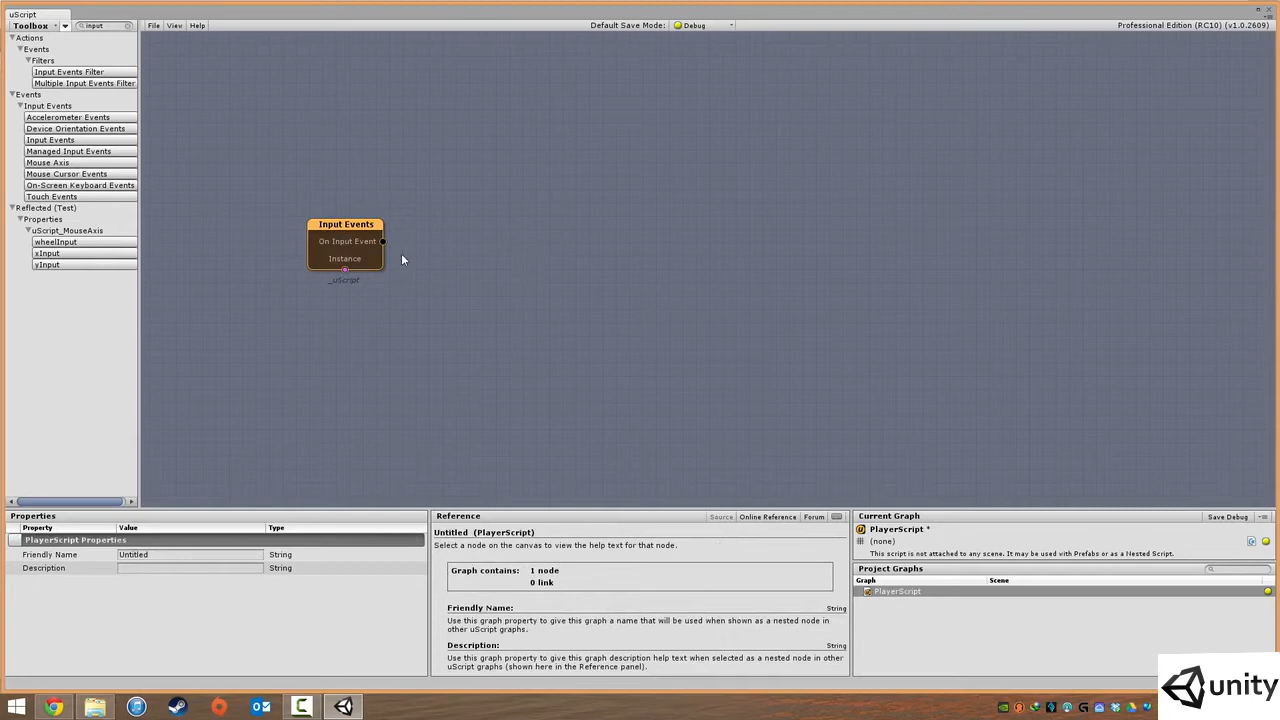 uScript
Toolbox
input
File
View
Help
Default Save Mode:
Debug
Professional Edition (RC10) (v1.0.2609)
Actions
Events
Filters
Input Events Filter
Multiple Input Events Filter
Events
Input Events
Accelerometer Events
Device Orientation Events
Input Events
Managed Input Events
Mouse Axis
Mouse Cursor Events
On-Screen Keyboard Events
Touch Events
Reflected (Test)
Properties
uScript_MouseAxis
wheelInput
xInput
yInput
Input Events
On Input Event
Instance
_uScript
Properties
Property Value Type
PlayerScript Properties
Friendly Name Untitled String
Description String
Reference
Source
Online Reference
Forum
Untitled (PlayerScript)
Select a node on the canvas to view the help text for that node.
Graph contains: 1 node
0 link
Friendly Name: String
Use this graph property to give this graph a name that will be used when shown as a nested node in
other uScript graphs.
Description: String
Use this graph property to give this graph description help text when selected as a nested node in other
uScript graphs (shown here in the Reference panel).
Current Graph
PlayerScript *
Save Debug
(none)
This script is not attached to any scene. It may be used with Prefabs or as a Nested Script.
Project Graphs
Graph Scene
PlayerScript
unity